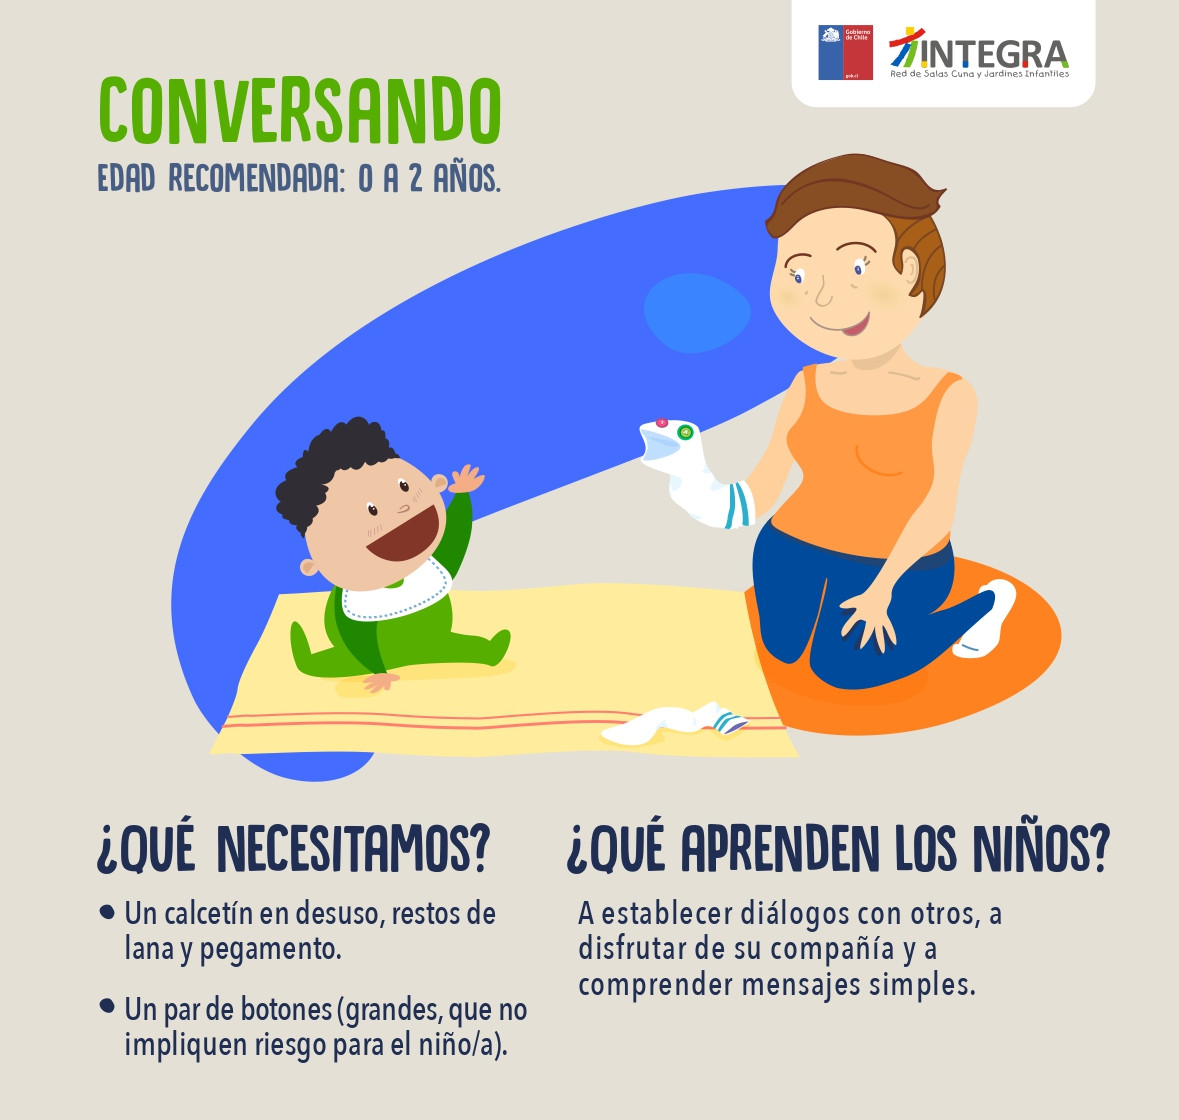 Gobierno
de Chile
gob.cl
INTEGRA
Red de Salas Cuna y Jardines Infantiles
CONVERSANDO
EDAD RECOMENDADA: 0 A 2 AÑOS.
¿QUÉ NECESITAMOS?
Un calcetín en desuso, restos de
lana y pegamento.
Un par de botones (grandes, que no
impliquen riesgo para el niño/a).
¿QUÉ APRENDEN LOS NIÑOS?
A establecer diálogos con otros, a
disfrutar de su compañía y a
comprender mensajes simples.